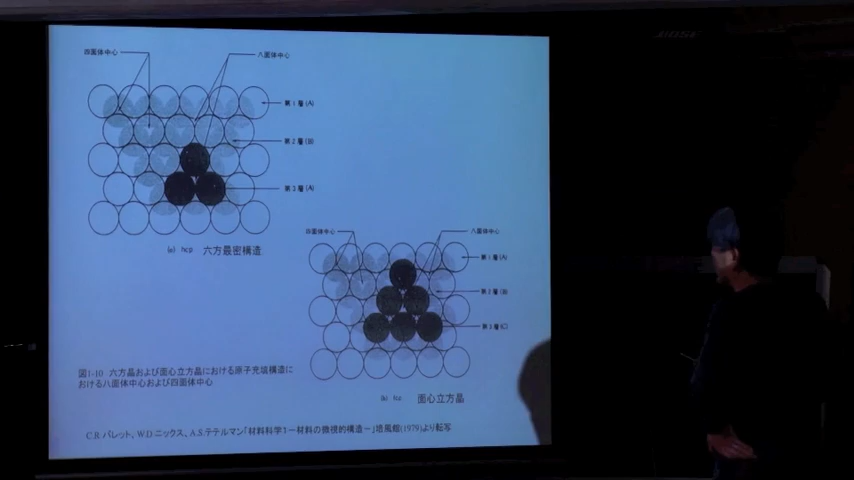 四面体中心
八面体中心
第1層(A)
第2層(B)
第3層(A)
(a) hcp 六方最密構造
四面体中心
八面体中心
第1層(A)
第2層(B)
第3層(C)
(b) fcc 面心立方晶
図1-10 六方晶および面心立方晶における原子充塡構造に
おける八面体中心および四面体中心
C.R.バレット、W.D.ニックス、A.S.テテルマン「材料科学1-材料の微視的構造-」培風館(1979)より転写
BOSE